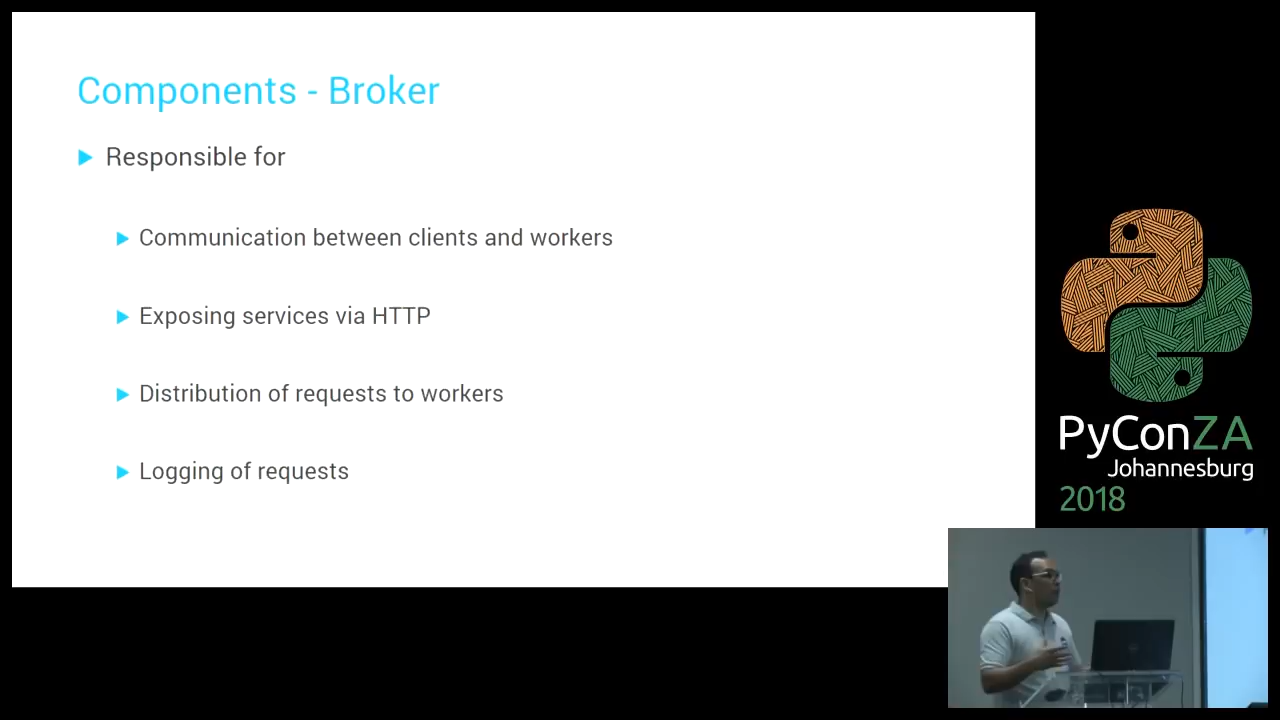 Components - Broker
Responsible for
Communication between clients and workers
Exposing services via HTTP
Distribution of requests to workers
Logging of requests
PyConZA
Johannesburg
2018